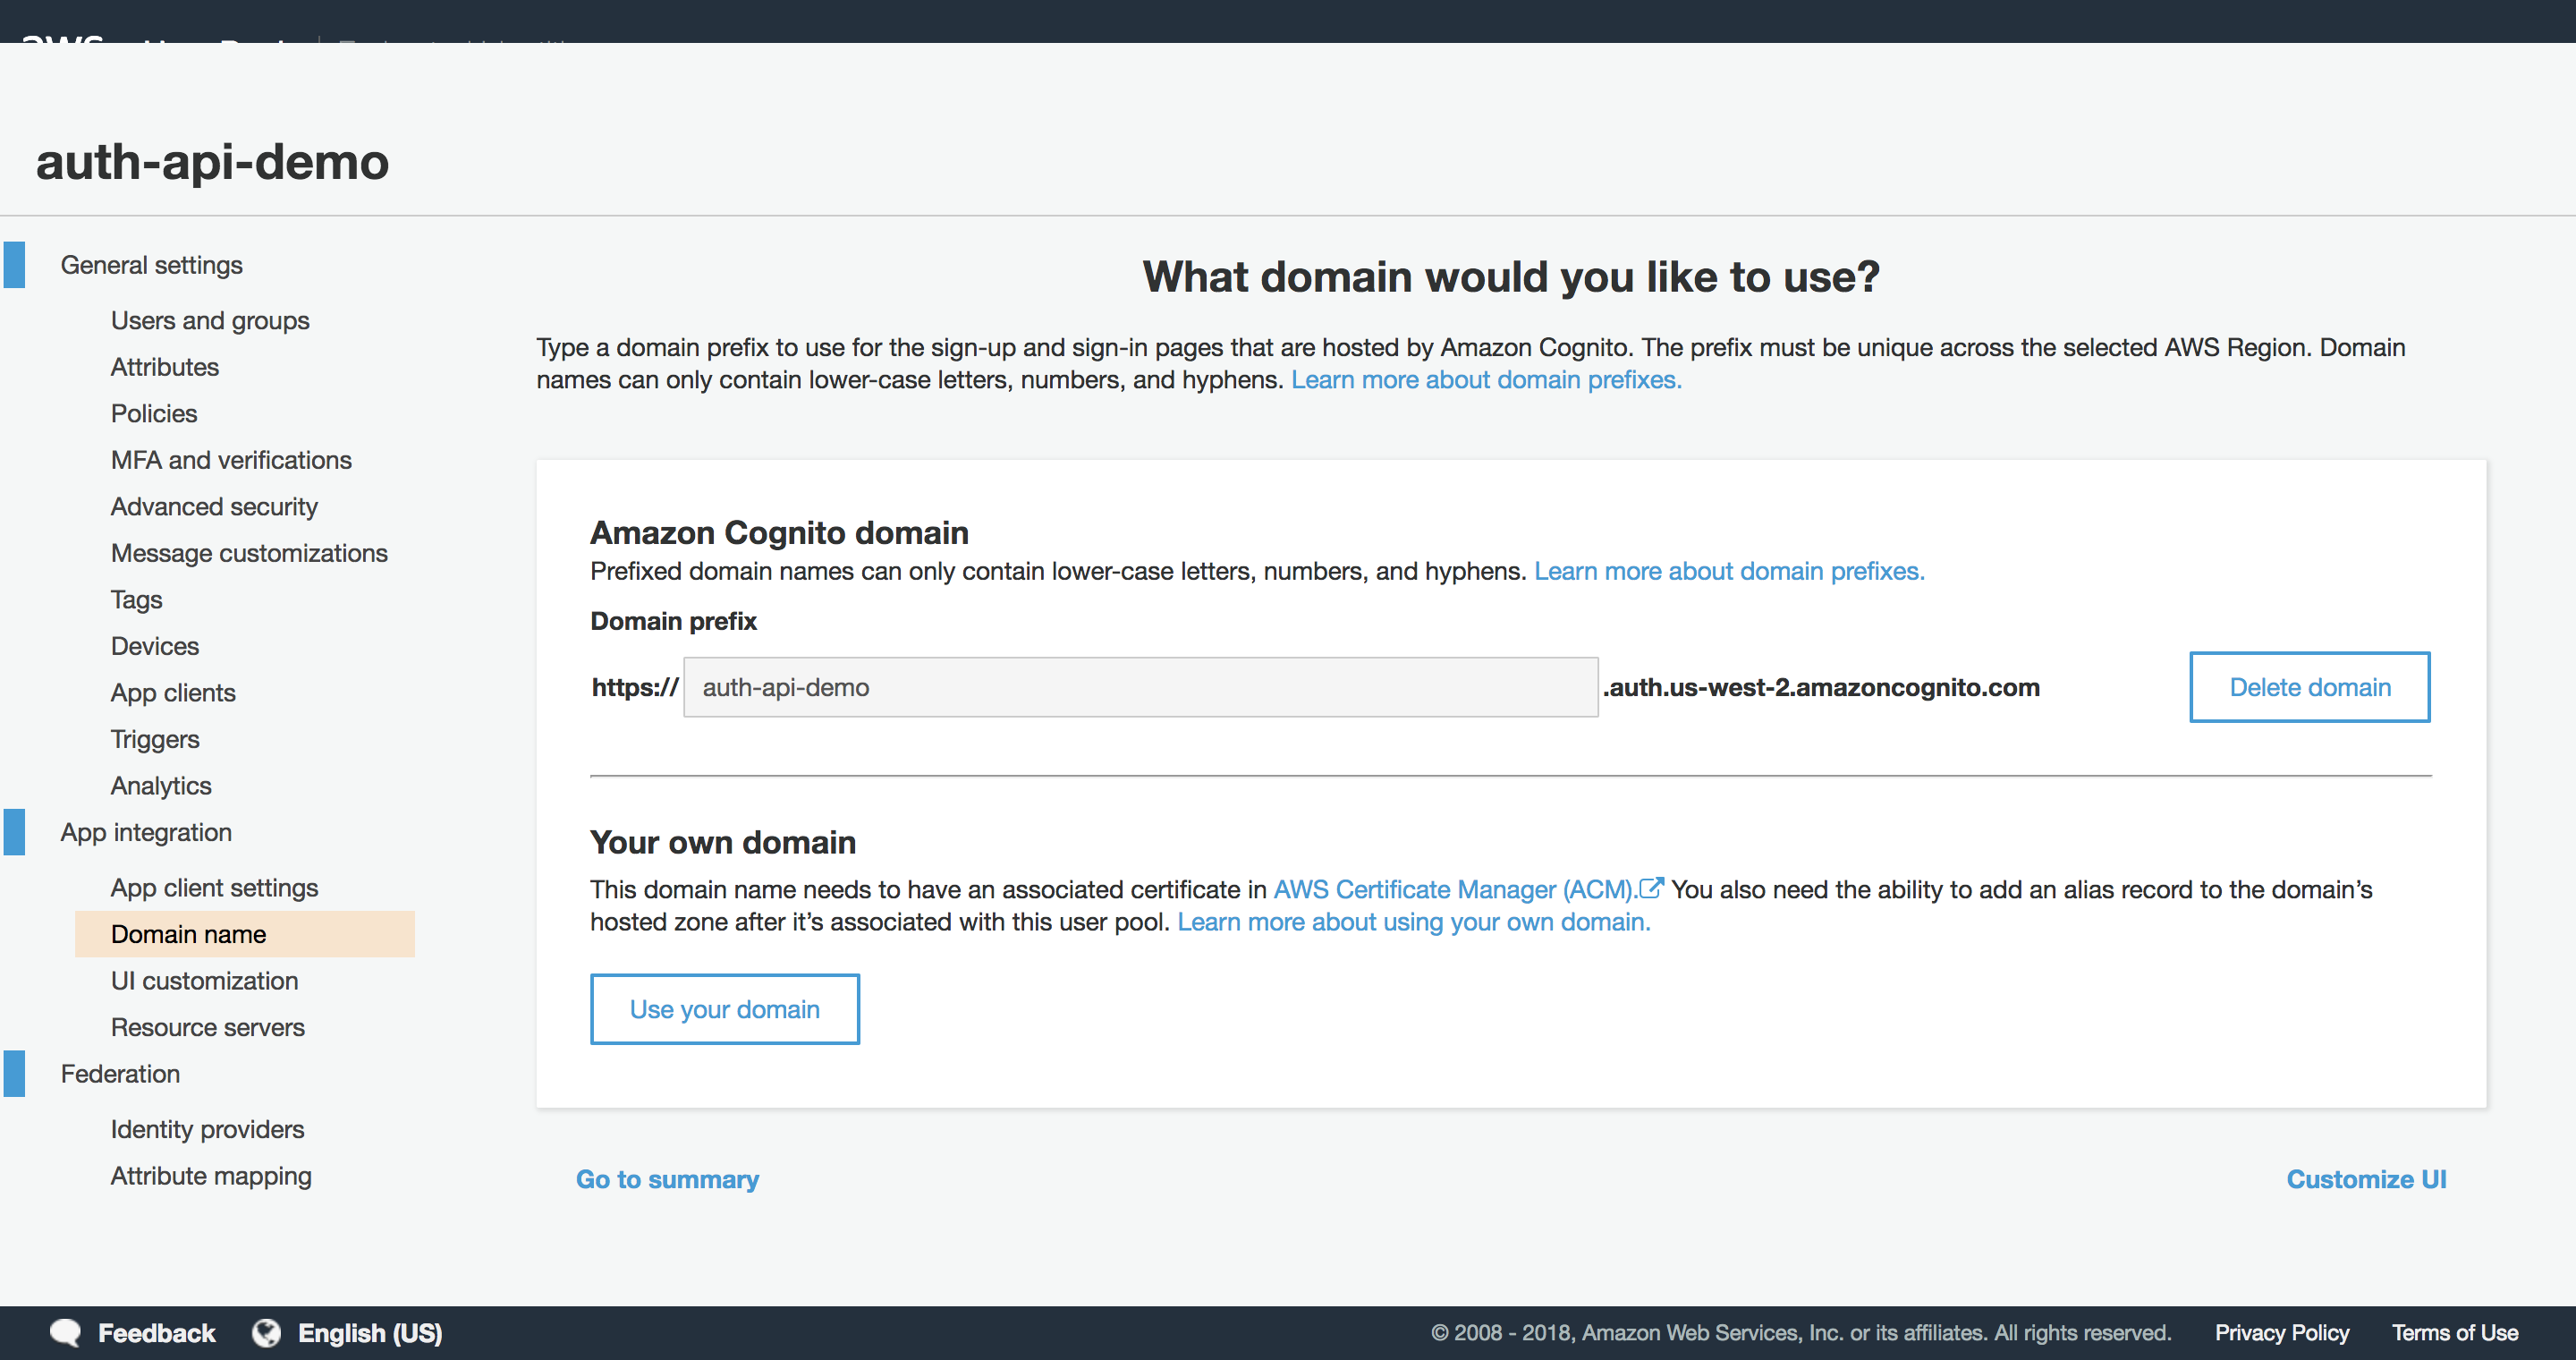 auth-api-demo
General settings
Users and groups
Attributes
Policies
MFA and verifications
Advanced security
Message customizations
Tags
Devices
App clients
Triggers
Analytics
App integration
App client settings
Domain name
UI customization
Resource servers
Federation
Identity providers
Attribute mapping
What domain would you like to use?
Type a domain prefix to use for the sign-up and sign-in pages that are hosted by Amazon Cognito. The prefix must be unique across the selected AWS Region. Domain
names can only contain lower-case letters, numbers, and hyphens. Learn more about domain prefixes.
Amazon Cognito domain
Prefixed domain names can only contain lower-case letters, numbers, and hyphens. Learn more about domain prefixes.
Domain prefix
https:// auth-api-demo .auth.us-west-2.amazoncognito.com Delete domain
Your own domain
This domain name needs to have an associated certificate in AWS Certificate Manager (ACM). You also need the ability to add an alias record to the domain’s
hosted zone after it’s associated with this user pool. Learn more about using your own domain.
Use your domain
Go to summary Customize UI
Feedback English (US) © 2008 - 2018, Amazon Web Services, Inc. or its affiliates. All rights reserved. Privacy Policy Terms of Use